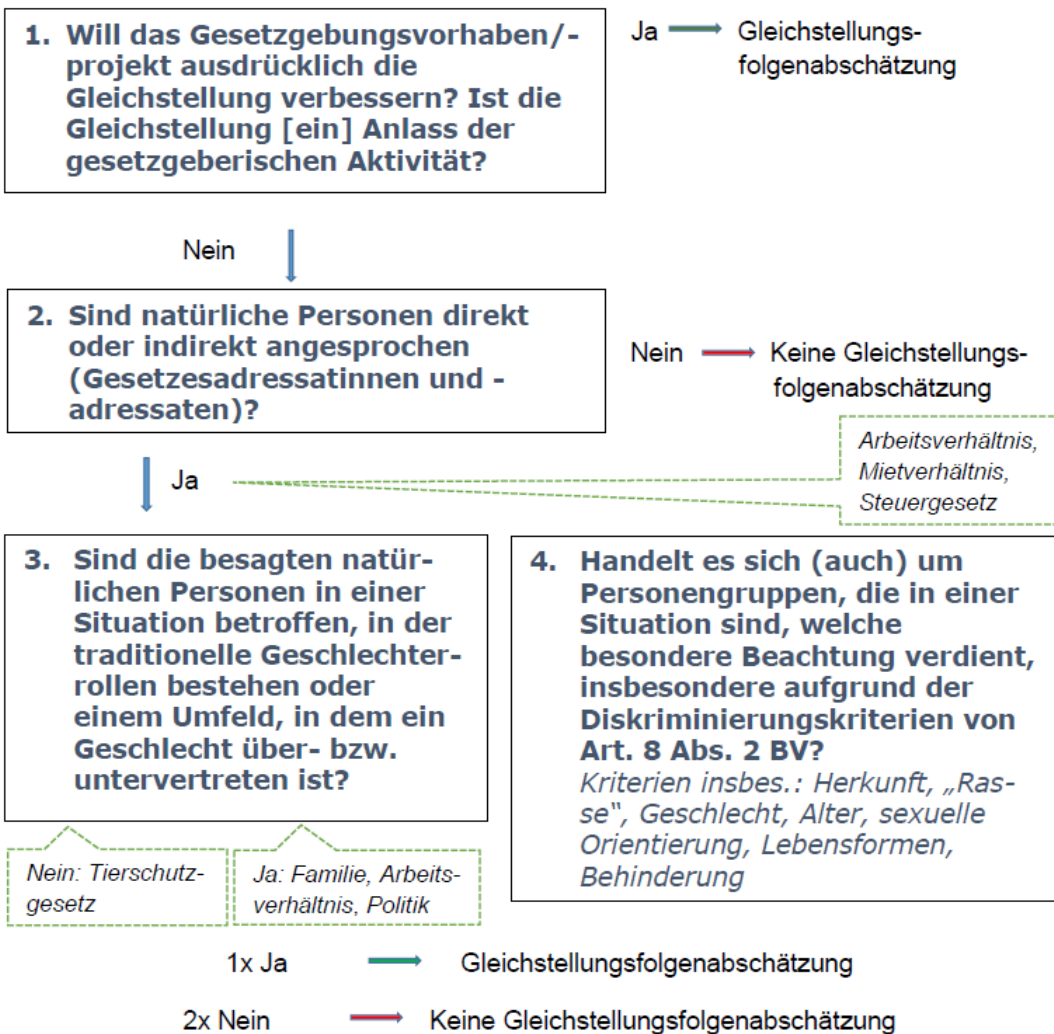 1. Will das Gesetzgebungsvorhaben/-
projekt ausdrücklich die
Gleichstellung verbessern? Ist die
Gleichstellung [ein] Anlass der
gesetzgeberischen Aktivität?
Ja
Gleichstellungs-
folgenabschätzung
Nein
2. Sind natürliche Personen direkt
oder indirekt angesprochen
(Gesetzesadressatinnen und -
adressaten)?
Nein
Keine Gleichstellungs-
folgenabschätzung
Ja
Arbeitsverhältnis,
Mietverhältnis,
Steuergesetz
3. Sind die besagten natür-
lichen Personen in einer
Situation betroffen, in der
traditionelle Geschlechter-
rollen bestehen oder
einem Umfeld, in dem ein
Geschlecht über- bzw.
untervertreten ist?
Nein: Tierschutz-
gesetz
Ja: Familie, Arbeits-
verhältnis, Politik
4. Handelt es sich (auch) um
Personengruppen, die in einer
Situation sind, welche
besondere Beachtung verdient,
insbesondere aufgrund der
Diskriminierungskriterien von
Art. 8 Abs. 2 BV?
Kriterien insbes.: Herkunft, „Ras-
se“, Geschlecht, Alter, sexuelle
Orientierung, Lebensformen,
Behinderung
1x Ja
Gleichstellungsfolgenabschätzung
2x Nein
Keine Gleichstellungsfolgenabschätzung